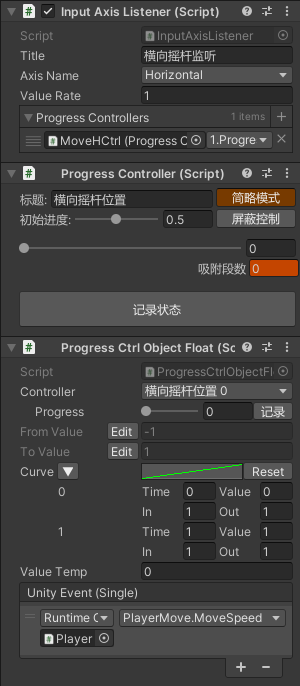 Input Axis Listener (Script)
Script InputAxisListener
Title 横向摇杆监听
Axis Name Horizontal
Value Rate 1
Progress Controllers 1 items
MoveHCtrl (Progress C 1.Progre
Progress Controller (Script)
标题: 横向摇杆位置 简略模式
初始进度: 0.5 屏蔽控制
0
吸附段数 0
记录状态
Progress Ctrl Object Float (Sc
Script ProgressCtrlObjectFl
Controller 横向摇杆位置 0
Progress 0 记录
From Value Edit -1
To Value Edit 1
Curve Reset
0 Time 0 Value 0
In 1 Out 1
1 Time 1 Value 1
In 1 Out 1
Value Temp 0
Unity Event (Single)
Runtime C PlayerMove.MoveSpeed
Player